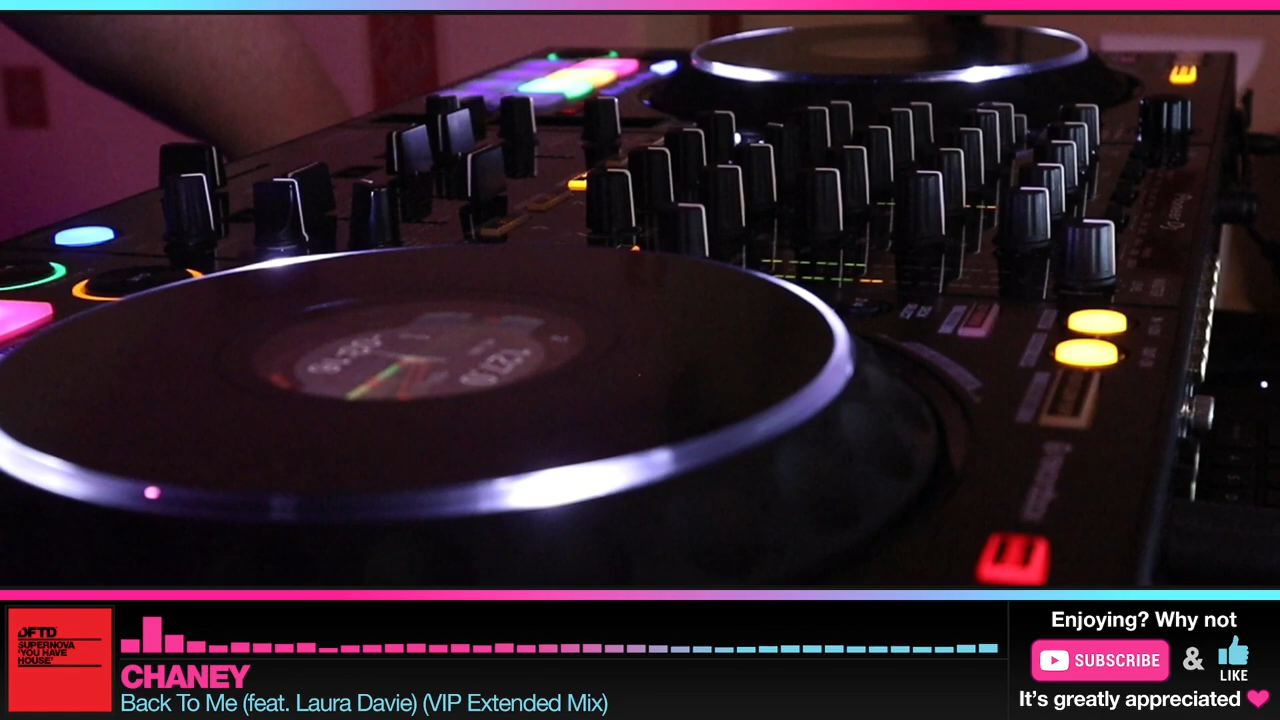 DFTD
SUPERNOVA
'YOU HAVE
HOUSE'
CHANEY
Back To Me (feat. Laura Davie) (VIP Extended Mix)
Enjoying? Why not
SUBSCRIBE
&
LIKE
It's greatly appreciated